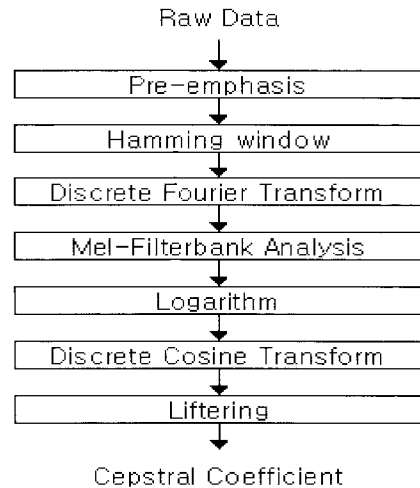 Raw Data
Pre-emphasis
Hamming window
Discrete Fourier Transform
Mel-Filterbank Analysis
Logarithm
Discrete Cosine Transform
Liftering
Cepstral Coefficient